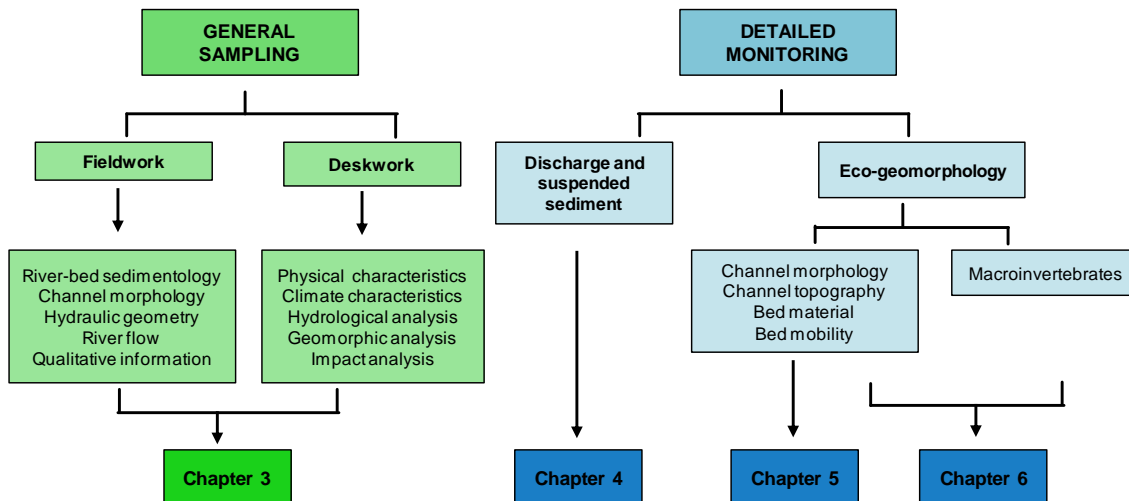 GENERAL
SAMPLING
DETAILED
MONITORING
Fieldwork
Deskwork
Discharge and
suspended
sediment
Eco-geomorphology
River-bed sedimentology
Channel morphology
Hydraulic geometry
River flow
Qualitative information
Physical characteristics
Climate characteristics
Hydrological analysis
Geomorphic analysis
Impact analysis
Channel morphology
Channel topography
Bed material
Bed mobility
Macroinvertebrates
Chapter 3
Chapter 4
Chapter 5
Chapter 6